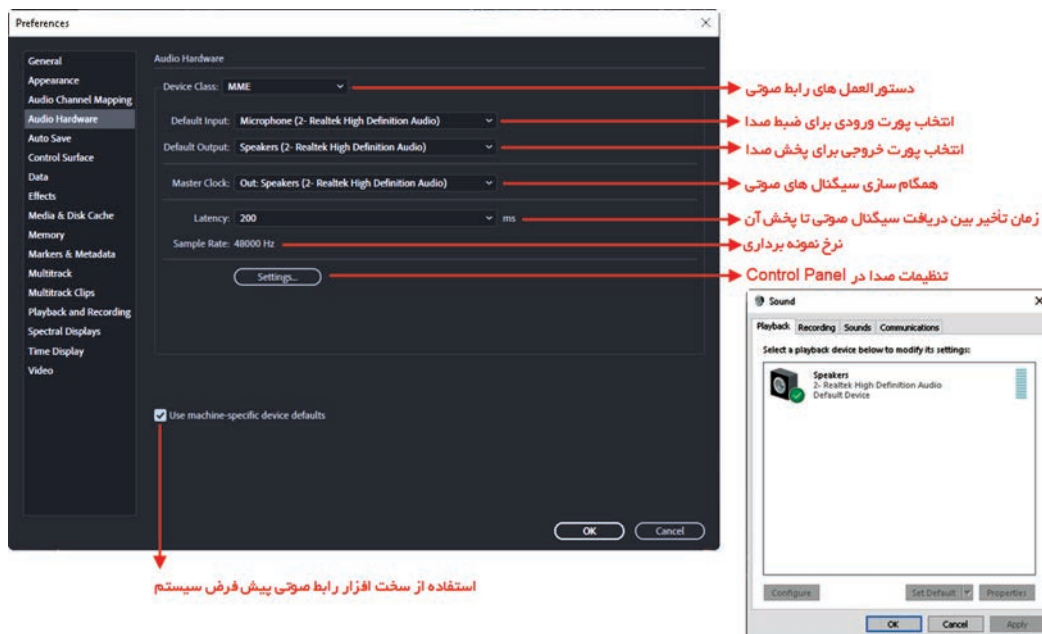 Preferences
General
Appearance
Audio Channel Mapping
Audio Hardware
Auto Save
Control Surface
Data
Effects
Media & Disk Cache
Memory
Markers & Metadata
Multitrack
Multitrack Clips
Playback and Recording
Spectral Displays
Time Display
Video
Audio Hardware
Device Class: MME
Default Input: Microphone (2- Realtek High Definition Audio)
Default Output: Speakers (2- Realtek High Definition Audio)
Master Clock: Out: Speakers (2- Realtek High Definition Audio)
Latency: 200 ms
Sample Rate: 48000 Hz
Settings...
Use machine-specific device defaults
OK Cancel
دستورالعمل های رابط صوتی
انتخاب پورت ورودی برای ضبط صدا
انتخاب پورت خروجی برای پخش صدا
همگام سازی سیگنال های صوتی
زمان تأخیر بین دریافت سیگنال صوتی تا پخش آن
نرخ نمونه برداری
تنظیمات صدا در Control Panel
استفاده از سخت افزار رابط صوتی پیش فرض سیستم
Sound
Playback Recording Sounds Communications
Select a playback device below to modify its settings:
Speakers
2- Realtek High Definition Audio
Default Device
Configure Set Default Properties
OK Cancel Apply